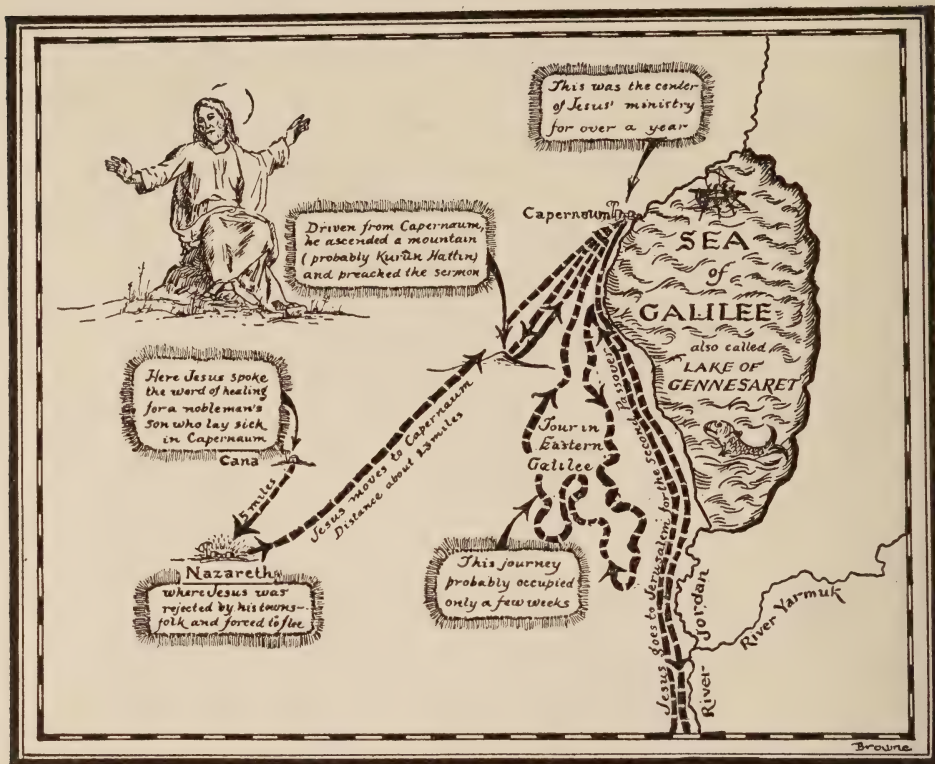 This was the center
of Jesus' ministry
for over a year
Capernaum
SEA
of
GALILEE
also called
LAKE OF
GENNESARET
Driven from Capernaum,
he ascended a mountain
(probably Kurûn Hattin)
and preached the sermon
Here Jesus spoke
the word of healing
for a nobleman's
son who lay sick
in Capernaum
Cana
15 miles
Jesus moves to Capernaum
Distance about 23 miles
Tour in
Eastern
Galilee
Jesus goes to Jerusalem for the Second Passover
Nazareth
where Jesus was
rejected by his towns-
folk and forced to flee
This journey
probably occupied
only a few weeks
River Jordan
River Yarmuk
Browne